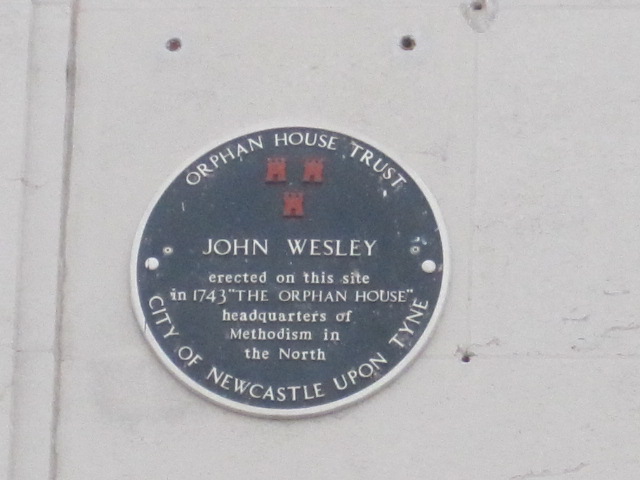 ORPHAN HOUSE TRUST
JOHN WESLEY
erected on this site
in 1743 "THE ORPHAN HOUSE"
headquarters of
Methodism in
the North
CITY OF NEWCASTLE UPON TYNE